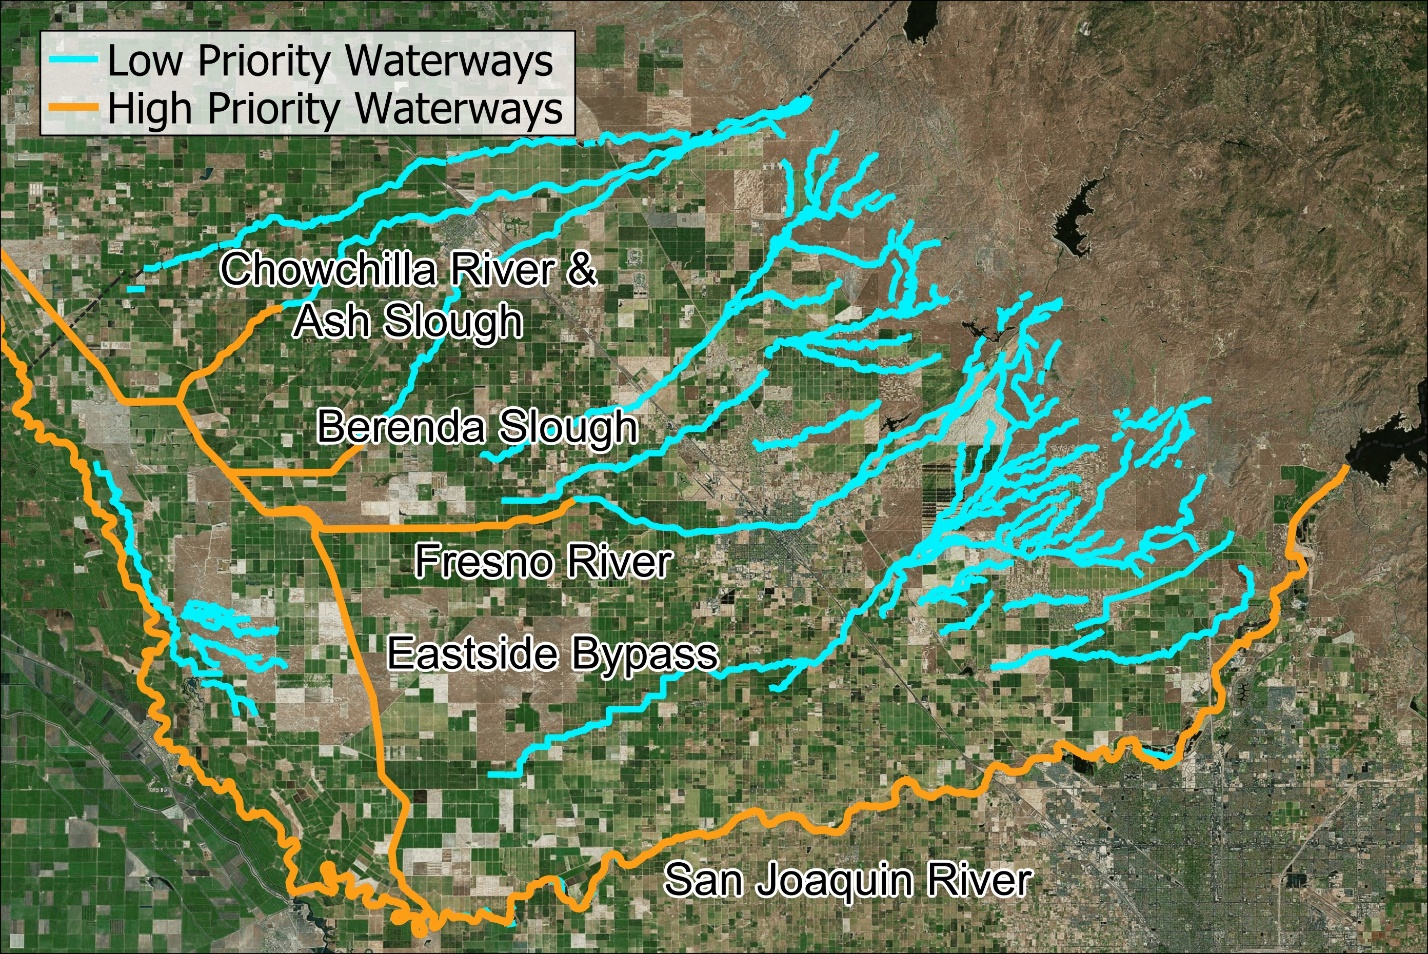 Low Priority Waterways
High Priority Waterways
Chowchilla River &
Ash Slough
Berenda Slough
Fresno River
Eastside Bypass
San Joaquin River